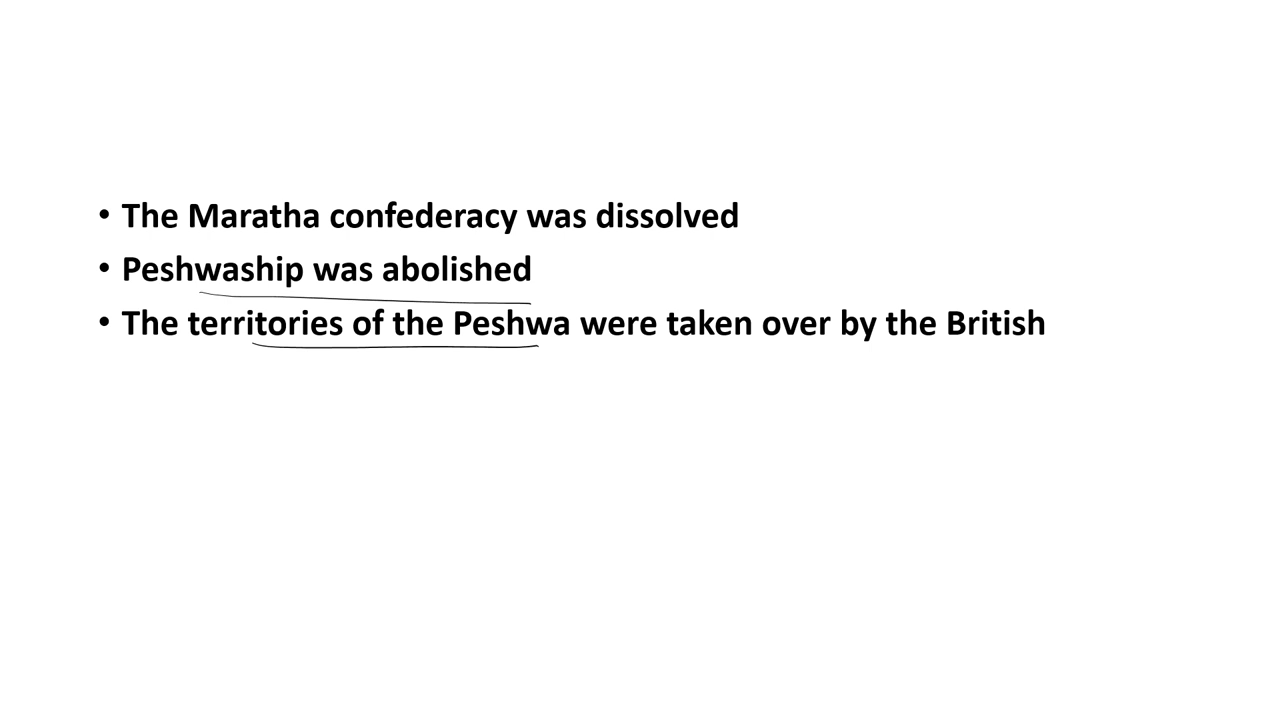 • The Maratha confederacy was dissolved
• Peshwaship was abolished
• The territories of the Peshwa were taken over by the British